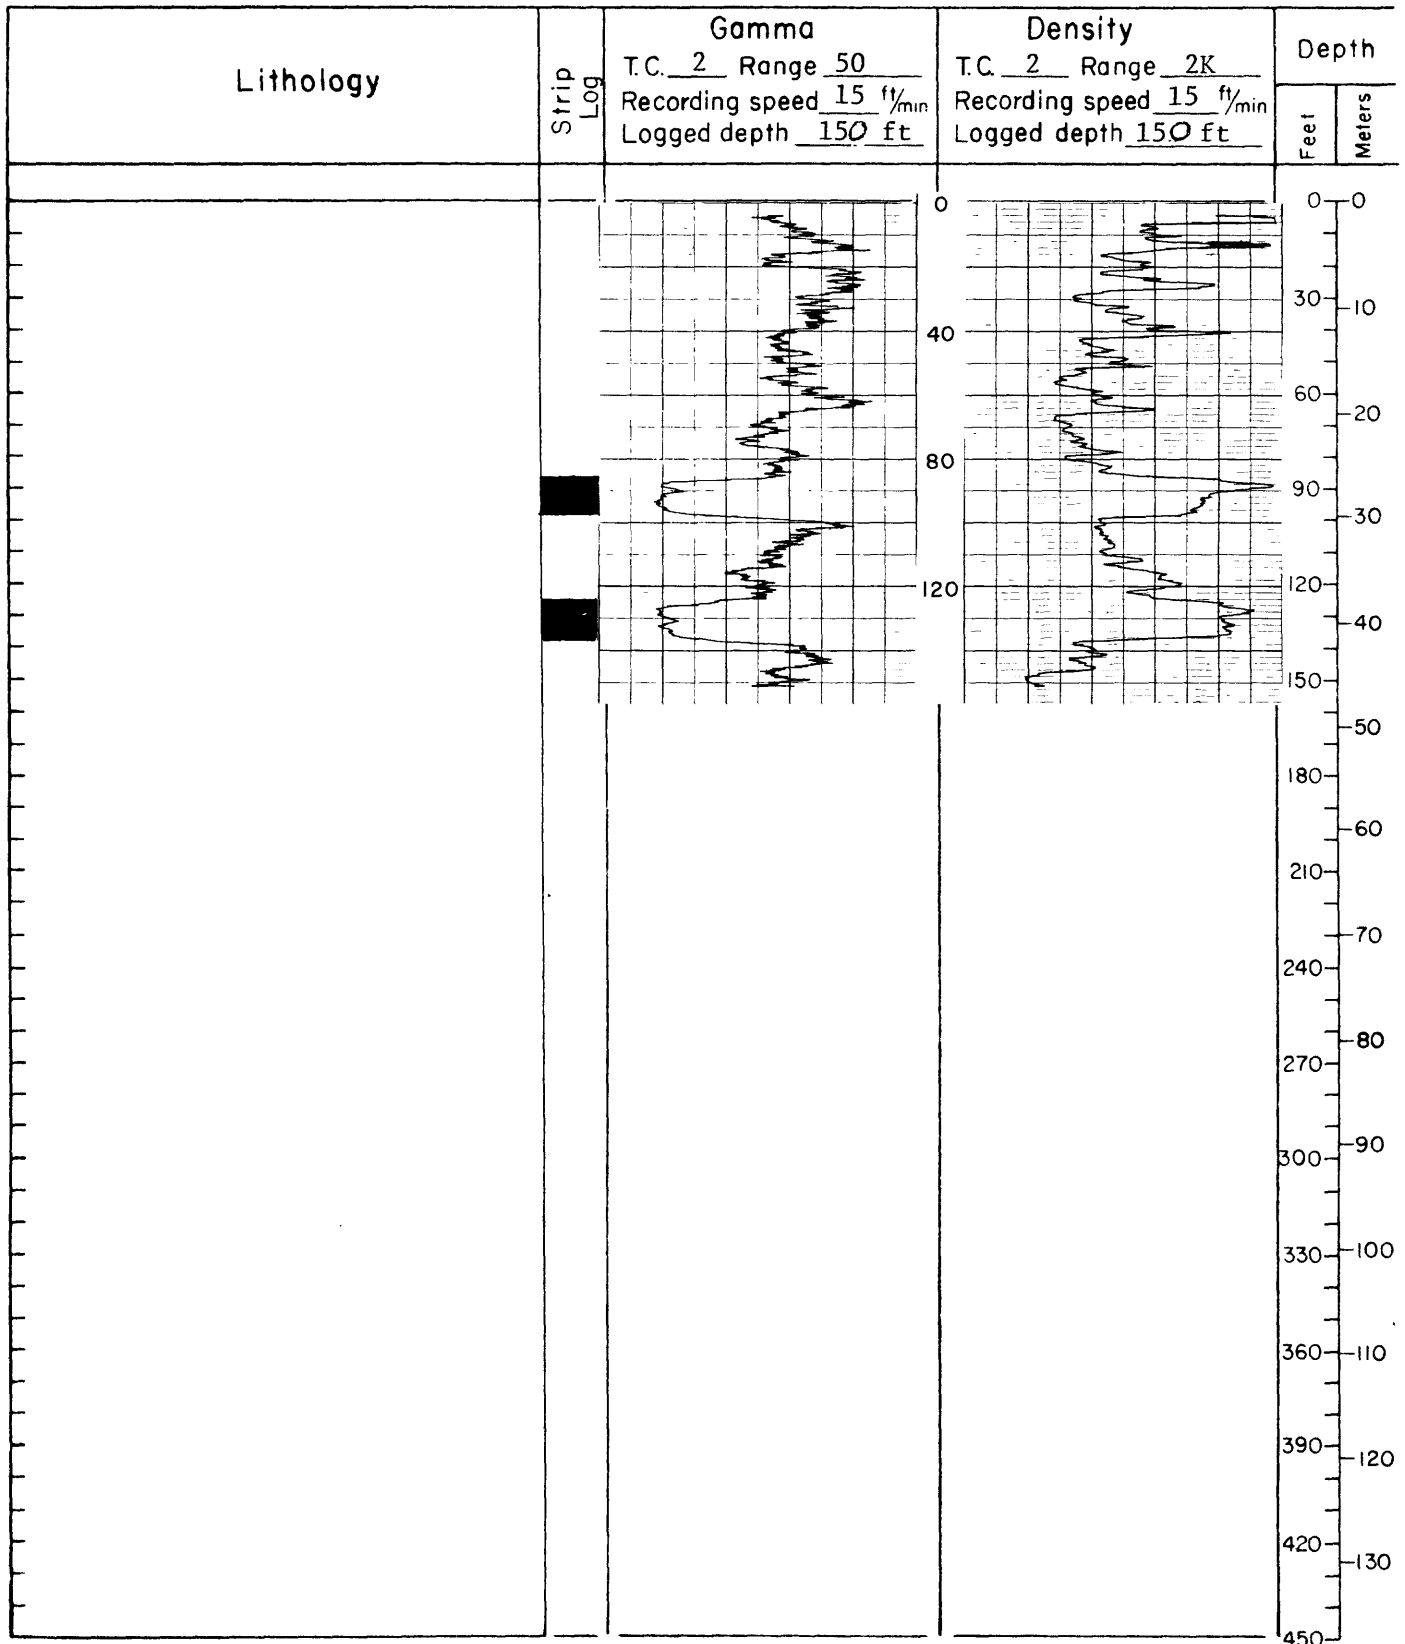 Lithology
Strip Log
Gamma
T.C. 2 Range 50
Recording speed 15 ft/min
Logged depth 150 ft
Density
T.C. 2 Range 2K
Recording speed 15 ft/min
Logged depth 150 ft
Depth
Feet
Meters
0
40
80
120
0
30
60
90
120
150
180
210
240
270
300
330
360
390
420
450
0
10
20
30
40
50
60
70
80
90
100
110
120
130